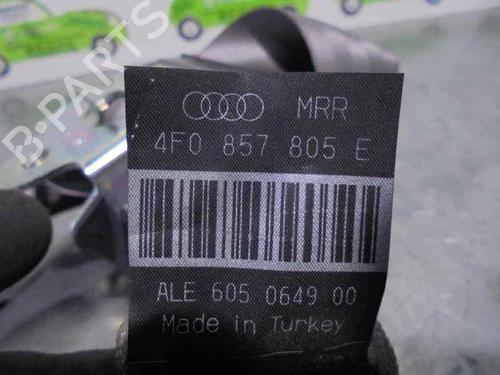 MRR
4F0 857 805 E
ALE 605 0649 00
Made in Turkey
B-PARTS